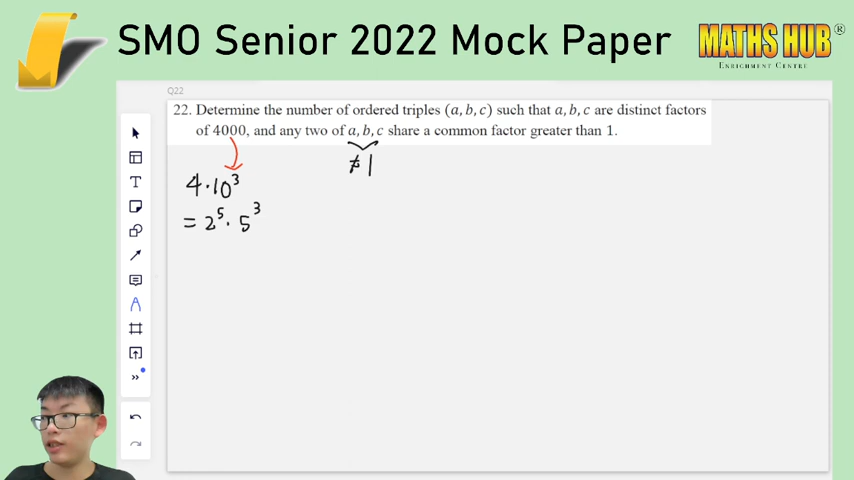 SMO Senior 2022 Mock Paper
MATHS HUB®
ENRICHMENT CENTRE
Q22
22. Determine the number of ordered triples (a, b, c) such that a, b, c are distinct factors
of 4000, and any two of a, b, c share a common factor greater than 1.
≠ 1
4·10³
= 2⁵·5³
T